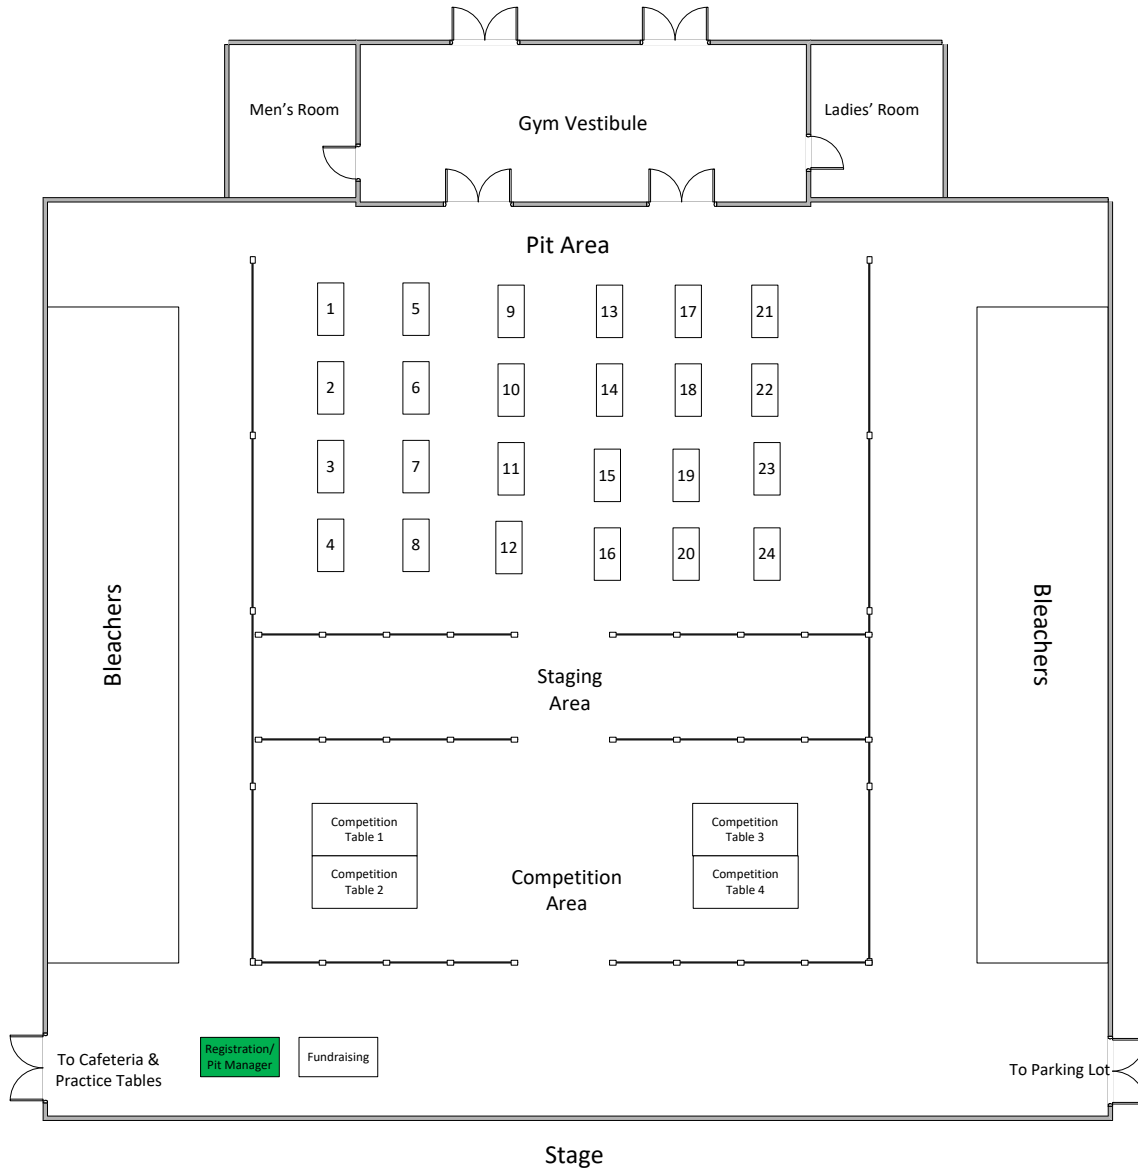 Men's Room
Gym Vestibule
Ladies' Room
Pit Area
1
5
9
13
17
21
2
6
10
14
18
22
3
7
11
15
19
23
4
8
12
16
20
24
Bleachers
Bleachers
Staging
Area
Competition
Table 1
Competition
Table 2
Competition
Table 3
Competition
Table 4
Competition
Area
To Cafeteria &
Practice Tables
Registration/
Pit Manager
Fundraising
To Parking Lot
Stage